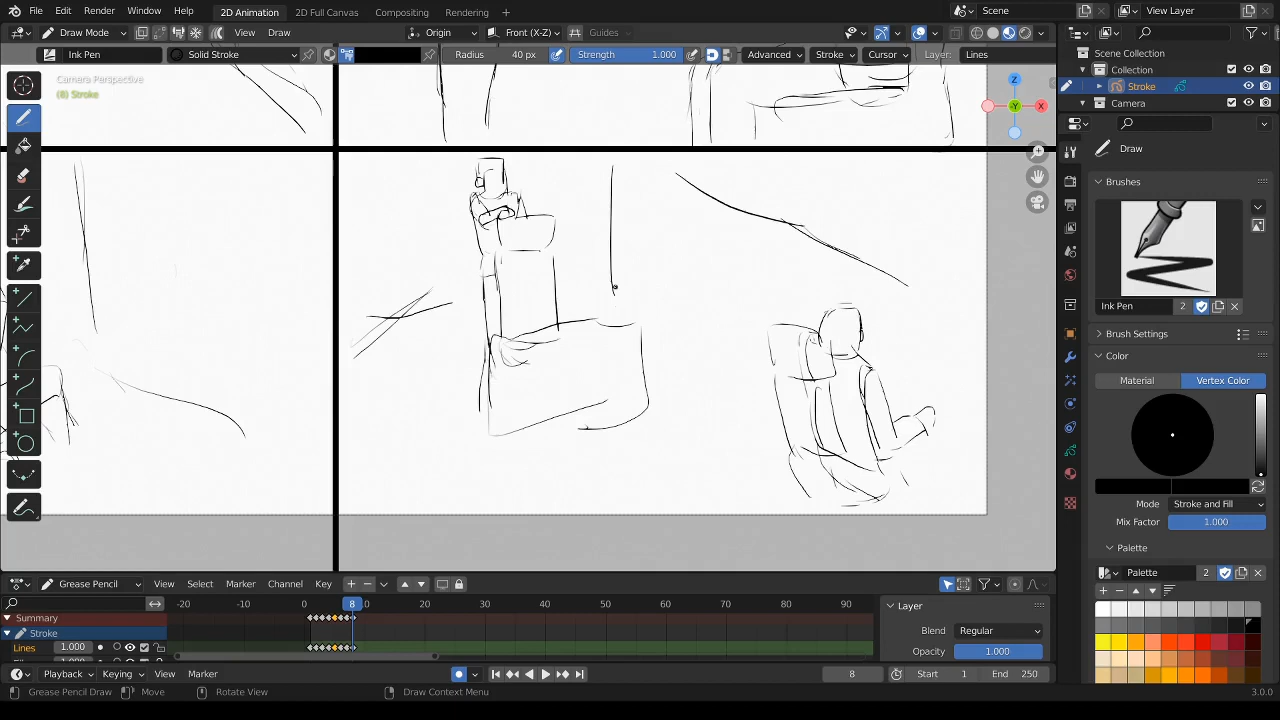 File Edit Render Window Help 2D Animation 2D Full Canvas Compositing Rendering + Scene View Layer
Draw Mode View Draw Origin Front (X-Z) Guides
Ink Pen Solid Stroke Radius 40 px Strength 1.000 Advanced Stroke Cursor Layer: Lines
Camera Perspective
(8) Stroke
Z
X
Y
Scene Collection
Collection
Stroke
Camera
Draw
Brushes
Ink Pen 2
Brush Settings
Color
Material Vertex Color
Mode Stroke and Fill
Mix Factor 1.000
Palette
Palette 2
Grease Pencil View Select Marker Channel Key
-20 -10 0 8 10 20 30 40 50 60 70 80 90
Summary
Stroke
Lines 1.000
Layer
Blend Regular
Opacity 1.000
Playback Keying View Marker 8 Start 1 End 250
Grease Pencil Draw Move Rotate View Draw Context Menu 3.0.0